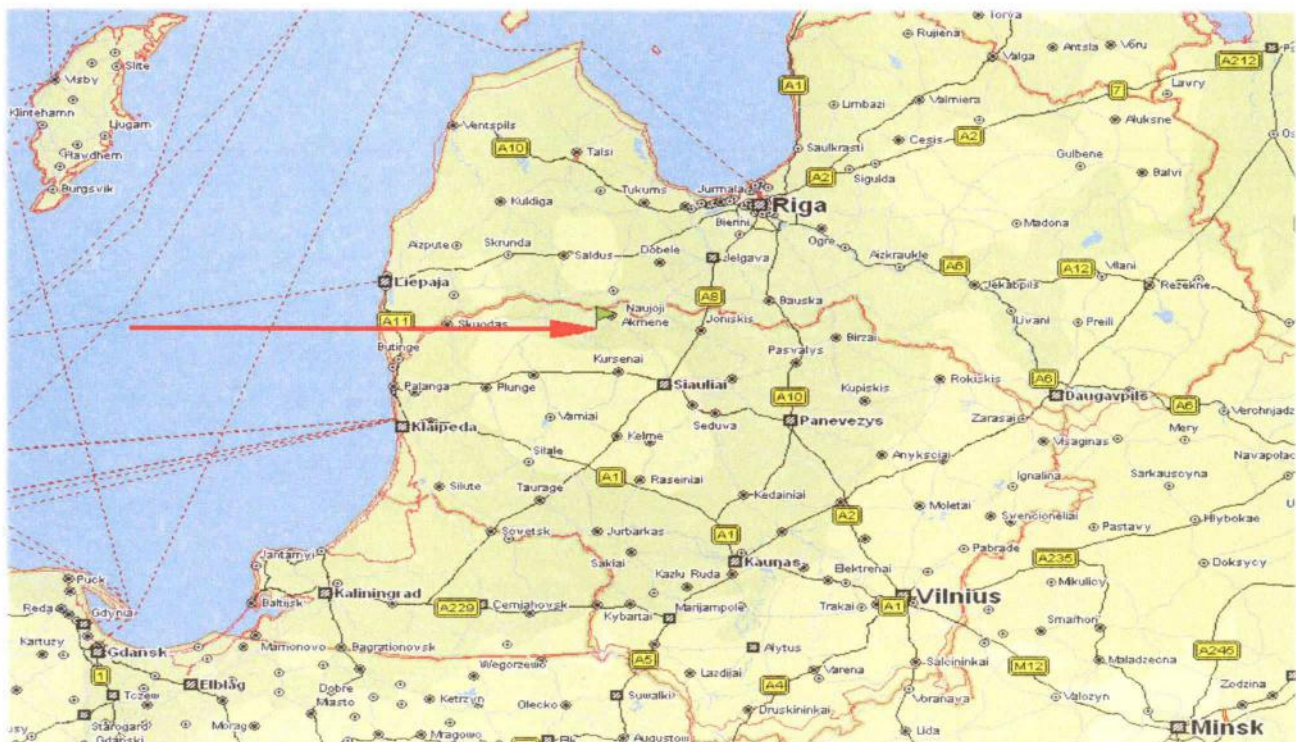 Torva
Rujiena
Antsla
Võru
Valga
A212
Visby
Slite
A1
7
Lavry
Limbazi
Valmiera
Klintehamn
Ljugarn
Ventspils
Aluksne
A2
Cesis
A10
Talsi
Saulkrasti
Gulbene
Burgsvik
A2
Sigulda
Balvi
Jurmala
Tukums
Riga
Kuldiga
Madona
Aizpute
Skrunda
Dobele
Ogre
Saldus
Jelgava
Aizkraukle
A6
A12
Vilani
Liepaja
Jekabpils
Rezekne
A8
Bauska
Naujoji
Akmene
A11
Skuodas
Joniskis
Livani
Preili
Butinge
Birzai
Kursenai
Pasvalys
Palanga
Plunge
Siauliai
Rokiskis
A6
Kupiskis
A10
Daugavpils
A6
Varniai
Seduva
Panevezys
Zarasai
Verchnjadz
Klaipeda
Kelme
Visaginas
Mery
Silale
Anyksciai
Navapolac
A1
Raseiniai
Ignalina
Sarkauscyna
Silute
Taurage
Kedainiai
Moletai
A2
Svencioneliai
Hlybokae
Sovetsk
Jurbarkas
Pastavy
A1
Jantarnyi
Sakiai
Pabrade
A235
Kaunas
Elektrenai
Doksycy
Puck
Kazlu Ruda
Mikulicy
Reda
Gdynia
Baltijsk
Kaliningrad
A229
Cernjahovsk
Kybartai
Marijampole
Trakai
A1
Vilnius
Smarhon
Kartuzy
Mamonovo
Bagrationovsk
Alytus
Gdańsk
Wegorzewo
A5
Salcininkai
Maladzecna
A245
1
Elbląg
Lazdijai
Varena
M12
Dobre
Miasto
Ketrzyn
Olecko
Suwalki
A4
Voranava
Valozyn
Zodzina
Tczew
Druskininkai
Starogard
Gdański
Morag
Mragowo
Augustow
Lida
Minsk